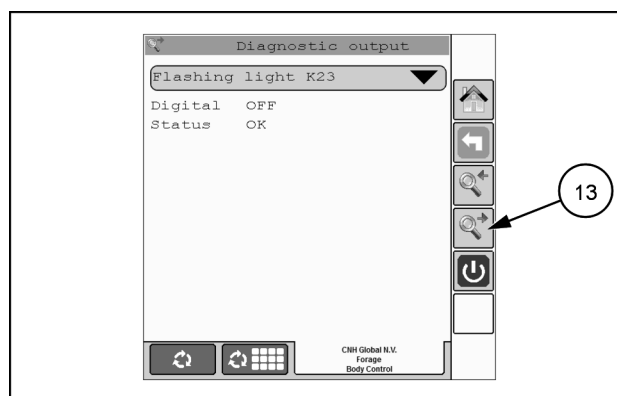 Diagnostic output
Flashing light K23
Digital OFF
Status OK
13
CNH Global N.V.
Forage
Body Control